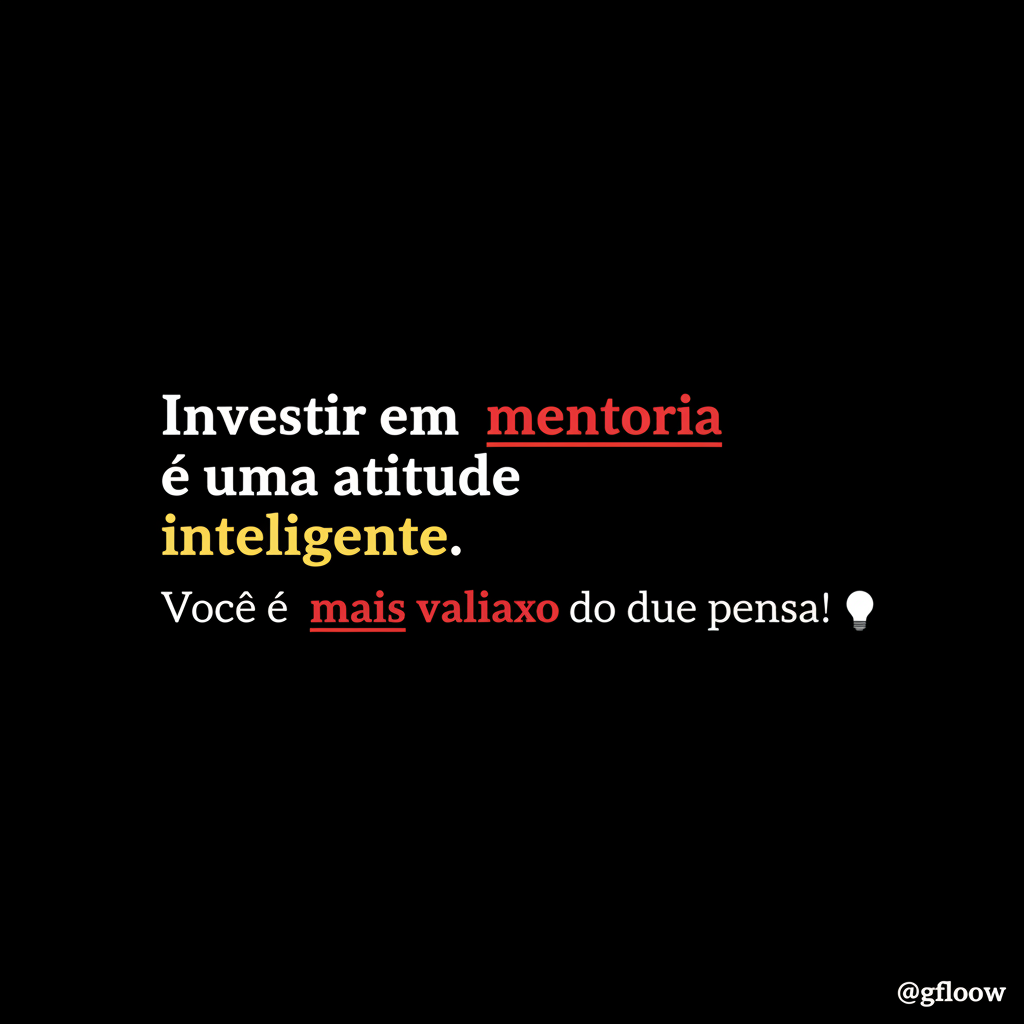 Investir em mentoria
é uma atitude
inteligente.
Você é mais valiaxo do due pensa!
@gfloow